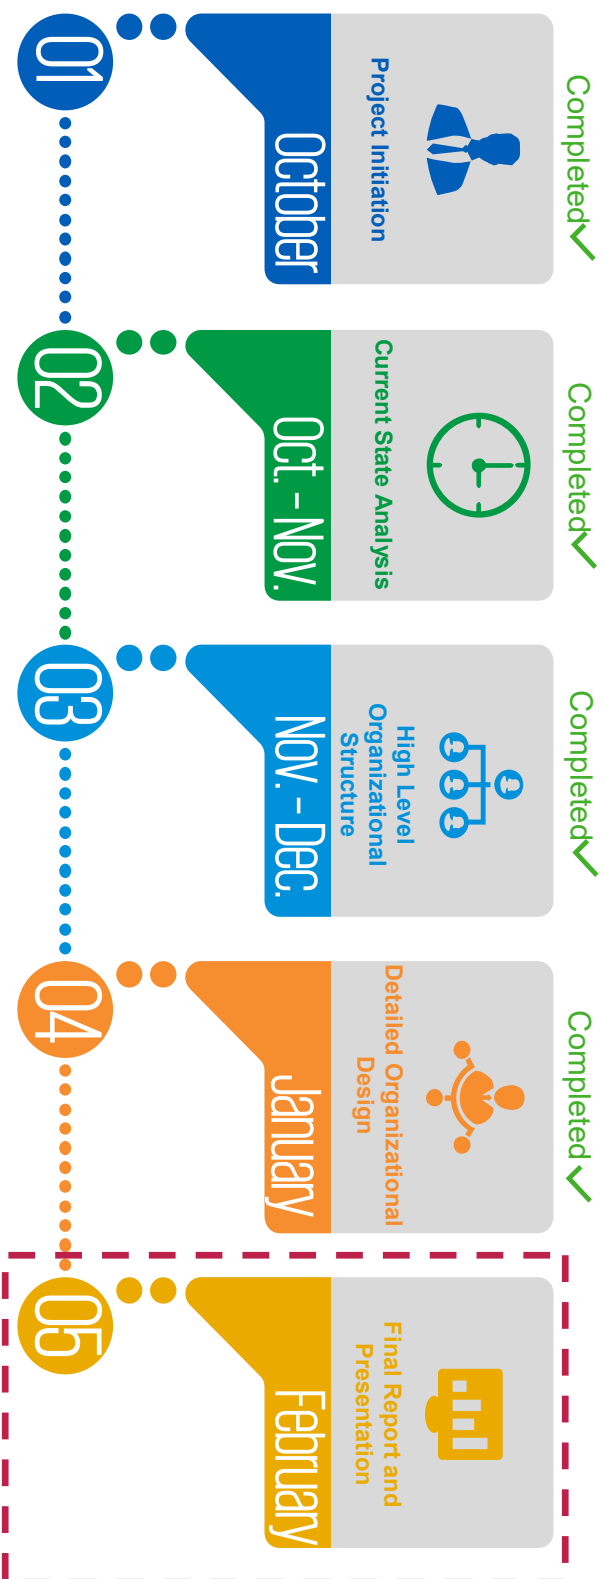 Completed
Project Initiation
October
01
Completed
Current State Analysis
Oct. - Nov.
02
Completed
High Level
Organizational
Structure
Nov. - Dec.
03
Completed
Detailed Organizational
Design
January
04
Final Report and
Presentation
February
05